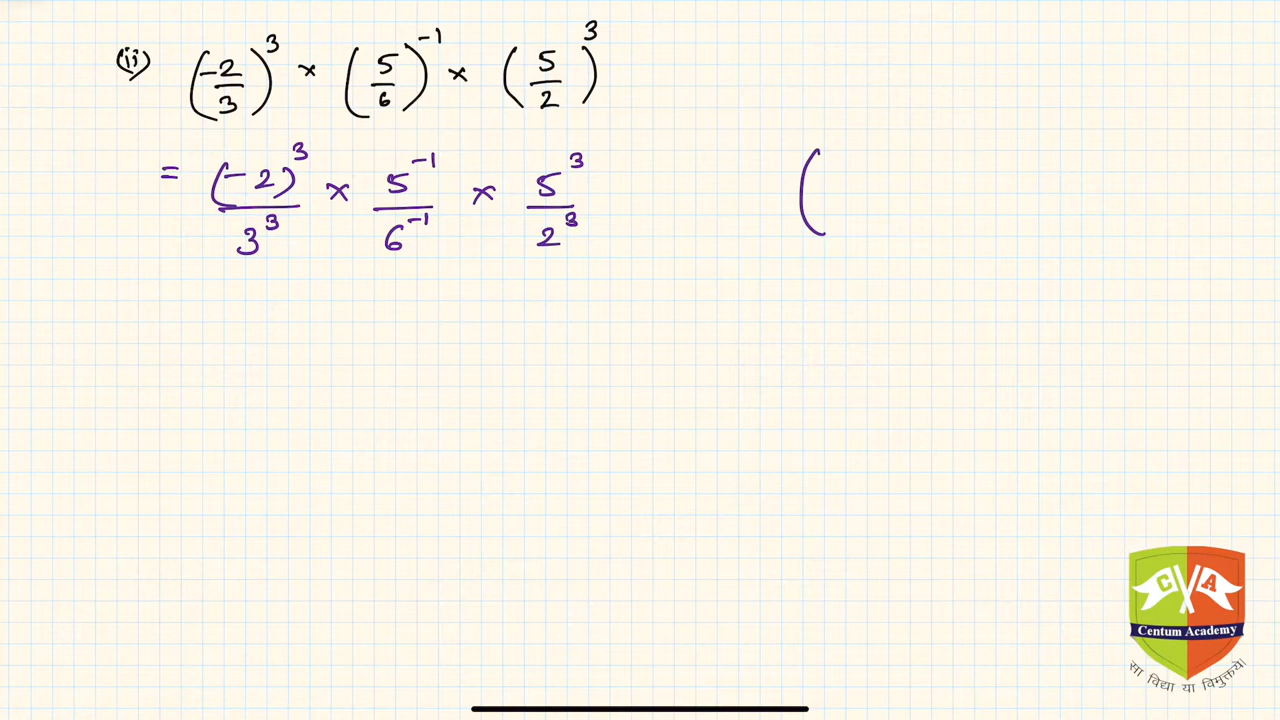 (ii) (-2/3)^3 × (5/6)^-1 × (5/2)^3
= (-2)^3/3^3 × 5^-1/6^-1 × 5^3/2^3 (
C A
Centum Academy
सा विद्या या विमुक्तये।